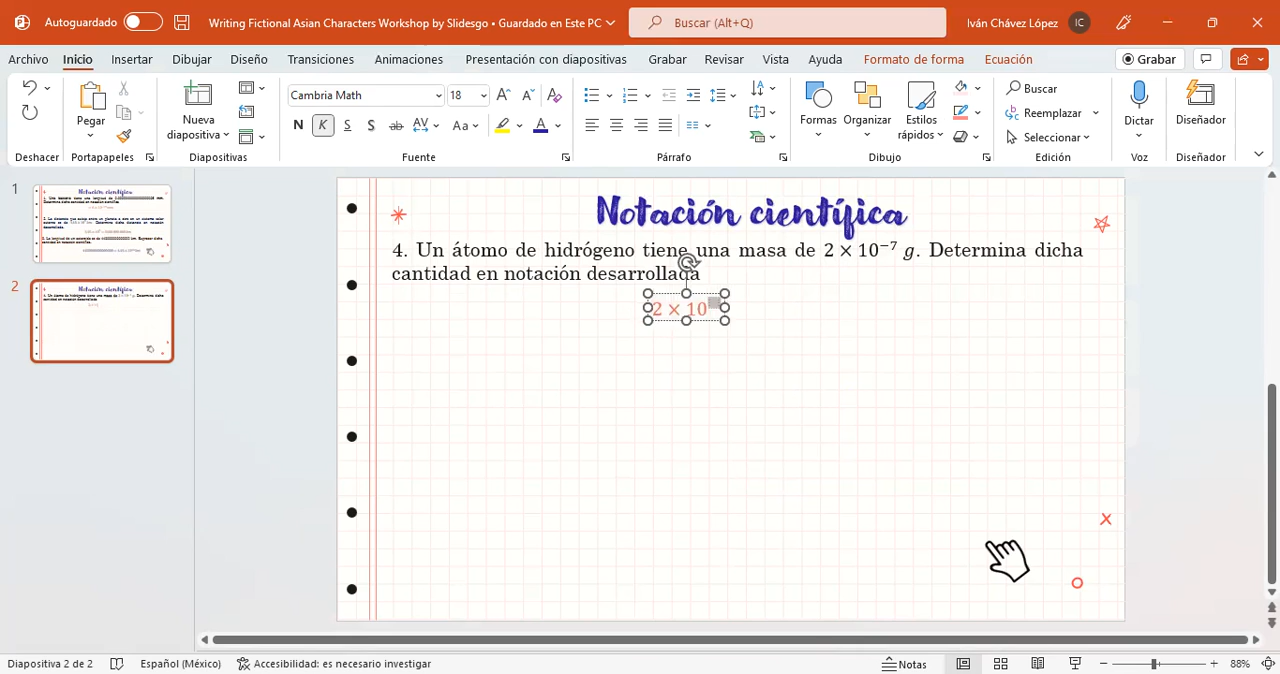 Autoguardado
Writing Fictional Asian Characters Workshop by Slidesgo • Guardado en Este PC
Buscar (Alt+Q)
Iván Chávez López
IC
Archivo Inicio Insertar Dibujar Diseño Transiciones Animaciones Presentación con diapositivas Grabar Revisar Vista Ayuda Formato de forma Ecuación
Grabar
Pegar
Nueva
diapositiva
Cambria Math
18
N K S S ab AV Aa A
Formas
Organizar
Estilos
rápidos
Buscar
Reemplazar
Seleccionar
Dictar
Diseñador
Deshacer Portapapeles Diapositivas Fuente Párrafo Dibujo Edición Voz Diseñador
1
2
Notación científica
4. Un átomo de hidrógeno tiene una masa de 2 × 10⁻⁷ g. Determina dicha
cantidad en notación desarrollada
2 × 10
Diapositiva 2 de 2
Español (México)
Accesibilidad: es necesario investigar
Notas
88%